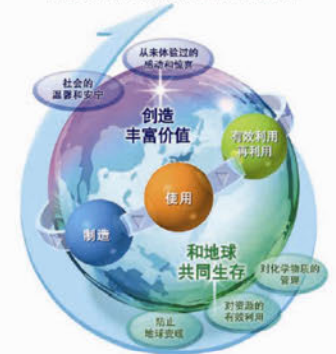 从未体验过的
感动和惊喜
社会的
温馨和安宁
创造
丰富价值
有效利用
再利用
使用
制造
和地球
共同生存
对化学物质的
管理
对资源的
有效利用
防止
地球变暖